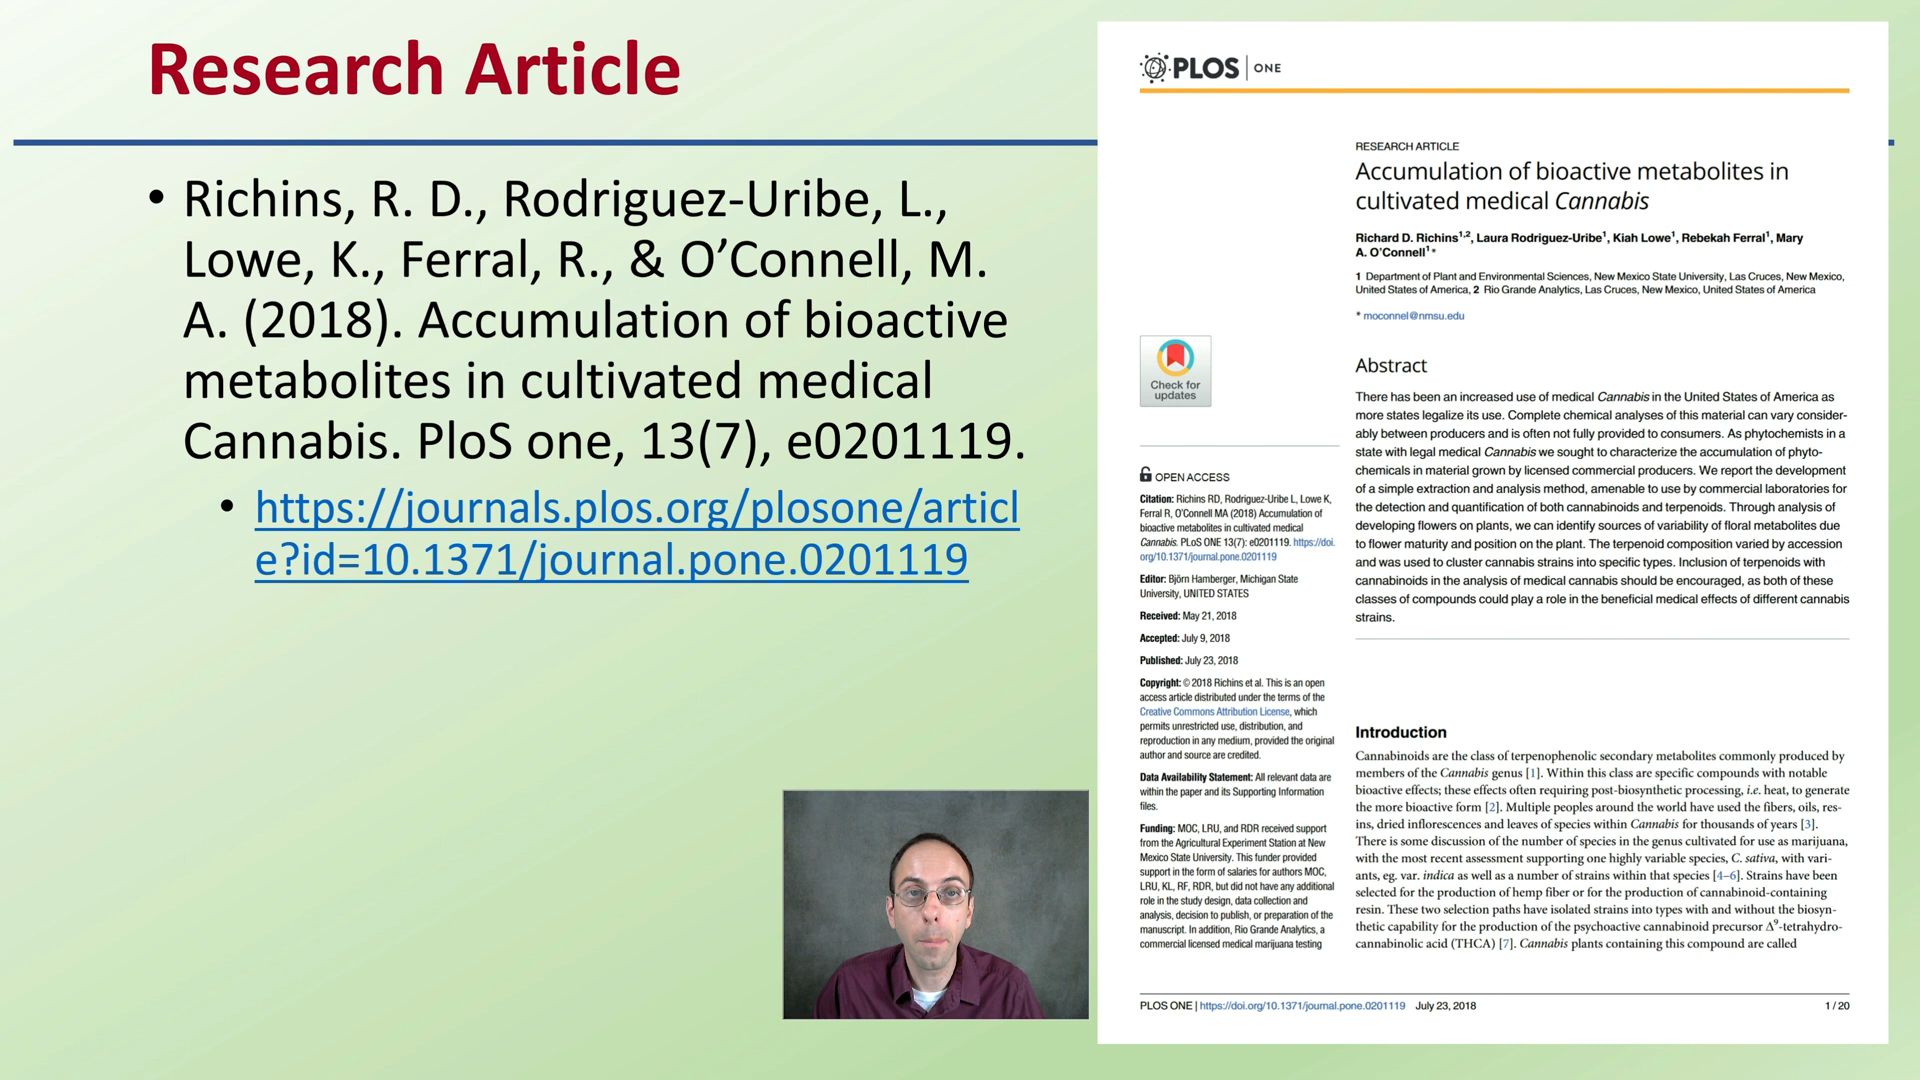 Research Article
• Richins, R. D., Rodriguez-Uribe, L.,
Lowe, K., Ferral, R., & O’Connell, M.
A. (2018). Accumulation of bioactive
metabolites in cultivated medical
Cannabis. PloS one, 13(7), e0201119.
• https://journals.plos.org/plosone/articl
e?id=10.1371/journal.pone.0201119
PLOS ONE
RESEARCH ARTICLE
Accumulation of bioactive metabolites in
cultivated medical Cannabis
Richard D. Richins1,2, Laura Rodriguez-Uribe1, Kiah Lowe1, Rebekah Ferral1, Mary
A. O’Connell1*
1 Department of Plant and Environmental Sciences, New Mexico State University, Las Cruces, New Mexico,
United States of America, 2 Rio Grande Analytics, Las Cruces, New Mexico, United States of America
* moconnel@nmsu.edu
Check for
updates
OPEN ACCESS
Citation: Richins RD, Rodriguez-Uribe L, Lowe K,
Ferral R, O’Connell MA (2018) Accumulation of
bioactive metabolites in cultivated medical
Cannabis. PLoS ONE 13(7): e0201119. https://doi.
org/10.1371/journal.pone.0201119
Editor: Björn Hamberger, Michigan State
University, UNITED STATES
Received: May 21, 2018
Accepted: July 9, 2018
Published: July 23, 2018
Copyright: © 2018 Richins et al. This is an open
access article distributed under the terms of the
Creative Commons Attribution License, which
permits unrestricted use, distribution, and
reproduction in any medium, provided the original
author and source are credited.
Data Availability Statement: All relevant data are
within the paper and its Supporting Information
files.
Funding: MOC, LRU, and RDR received support
from the Agricultural Experiment Station at New
Mexico State University. This funder provided
support in the form of salaries for authors MOC,
LRU, KL, RF, RDR, but did not have any additional
role in the study design, data collection and
analysis, decision to publish, or preparation of the
manuscript. In addition, Rio Grande Analytics, a
commercial licensed medical marijuana testing
Abstract
There has been an increased use of medical Cannabis in the United States of America as
more states legalize its use. Complete chemical analyses of this material can vary consider-
ably between producers and is often not fully provided to consumers. As phytochemists in a
state with legal medical Cannabis we sought to characterize the accumulation of phyto-
chemicals in material grown by licensed commercial producers. We report the development
of a simple extraction and analysis method, amenable to use by commercial laboratories for
the detection and quantification of both cannabinoids and terpenoids. Through analysis of
developing flowers on plants, we can identify sources of variability of floral metabolites due
to flower maturity and position on the plant. The terpenoid composition varied by accession
and was used to cluster cannabis strains into specific types. Inclusion of terpenoids with
cannabinoids in the analysis of medical cannabis should be encouraged, as both of these
classes of compounds could play a role in the beneficial medical effects of different cannabis
strains.
Introduction
Cannabinoids are the class of terpenophenolic secondary metabolites commonly produced by
members of the Cannabis genus [1]. Within this class are specific compounds with notable
bioactive effects; these effects often requiring post-biosynthetic processing, i.e. heat, to generate
the more bioactive form [2]. Multiple peoples around the world have used the fibers, oils, res-
ins, dried inflorescences and leaves of species within Cannabis for thousands of years [3].
There is some discussion of the number of species in the genus cultivated for use as marijuana,
with the most recent assessment supporting one highly variable species, C. sativa, with vari-
ants, eg. var. indica as well as a number of strains within that species [4–6]. Strains have been
selected for the production of hemp fiber or for the production of cannabinoid-containing
resin. These two selection paths have isolated strains into types with and without the biosyn-
thetic capability for the production of the psychoactive cannabinoid precursor Δ9-tetrahydro-
cannabinolic acid (THCA) [7]. Cannabis plants containing this compound are called
PLOS ONE | https://doi.org/10.1371/journal.pone.0201119 July 23, 2018
1 / 20